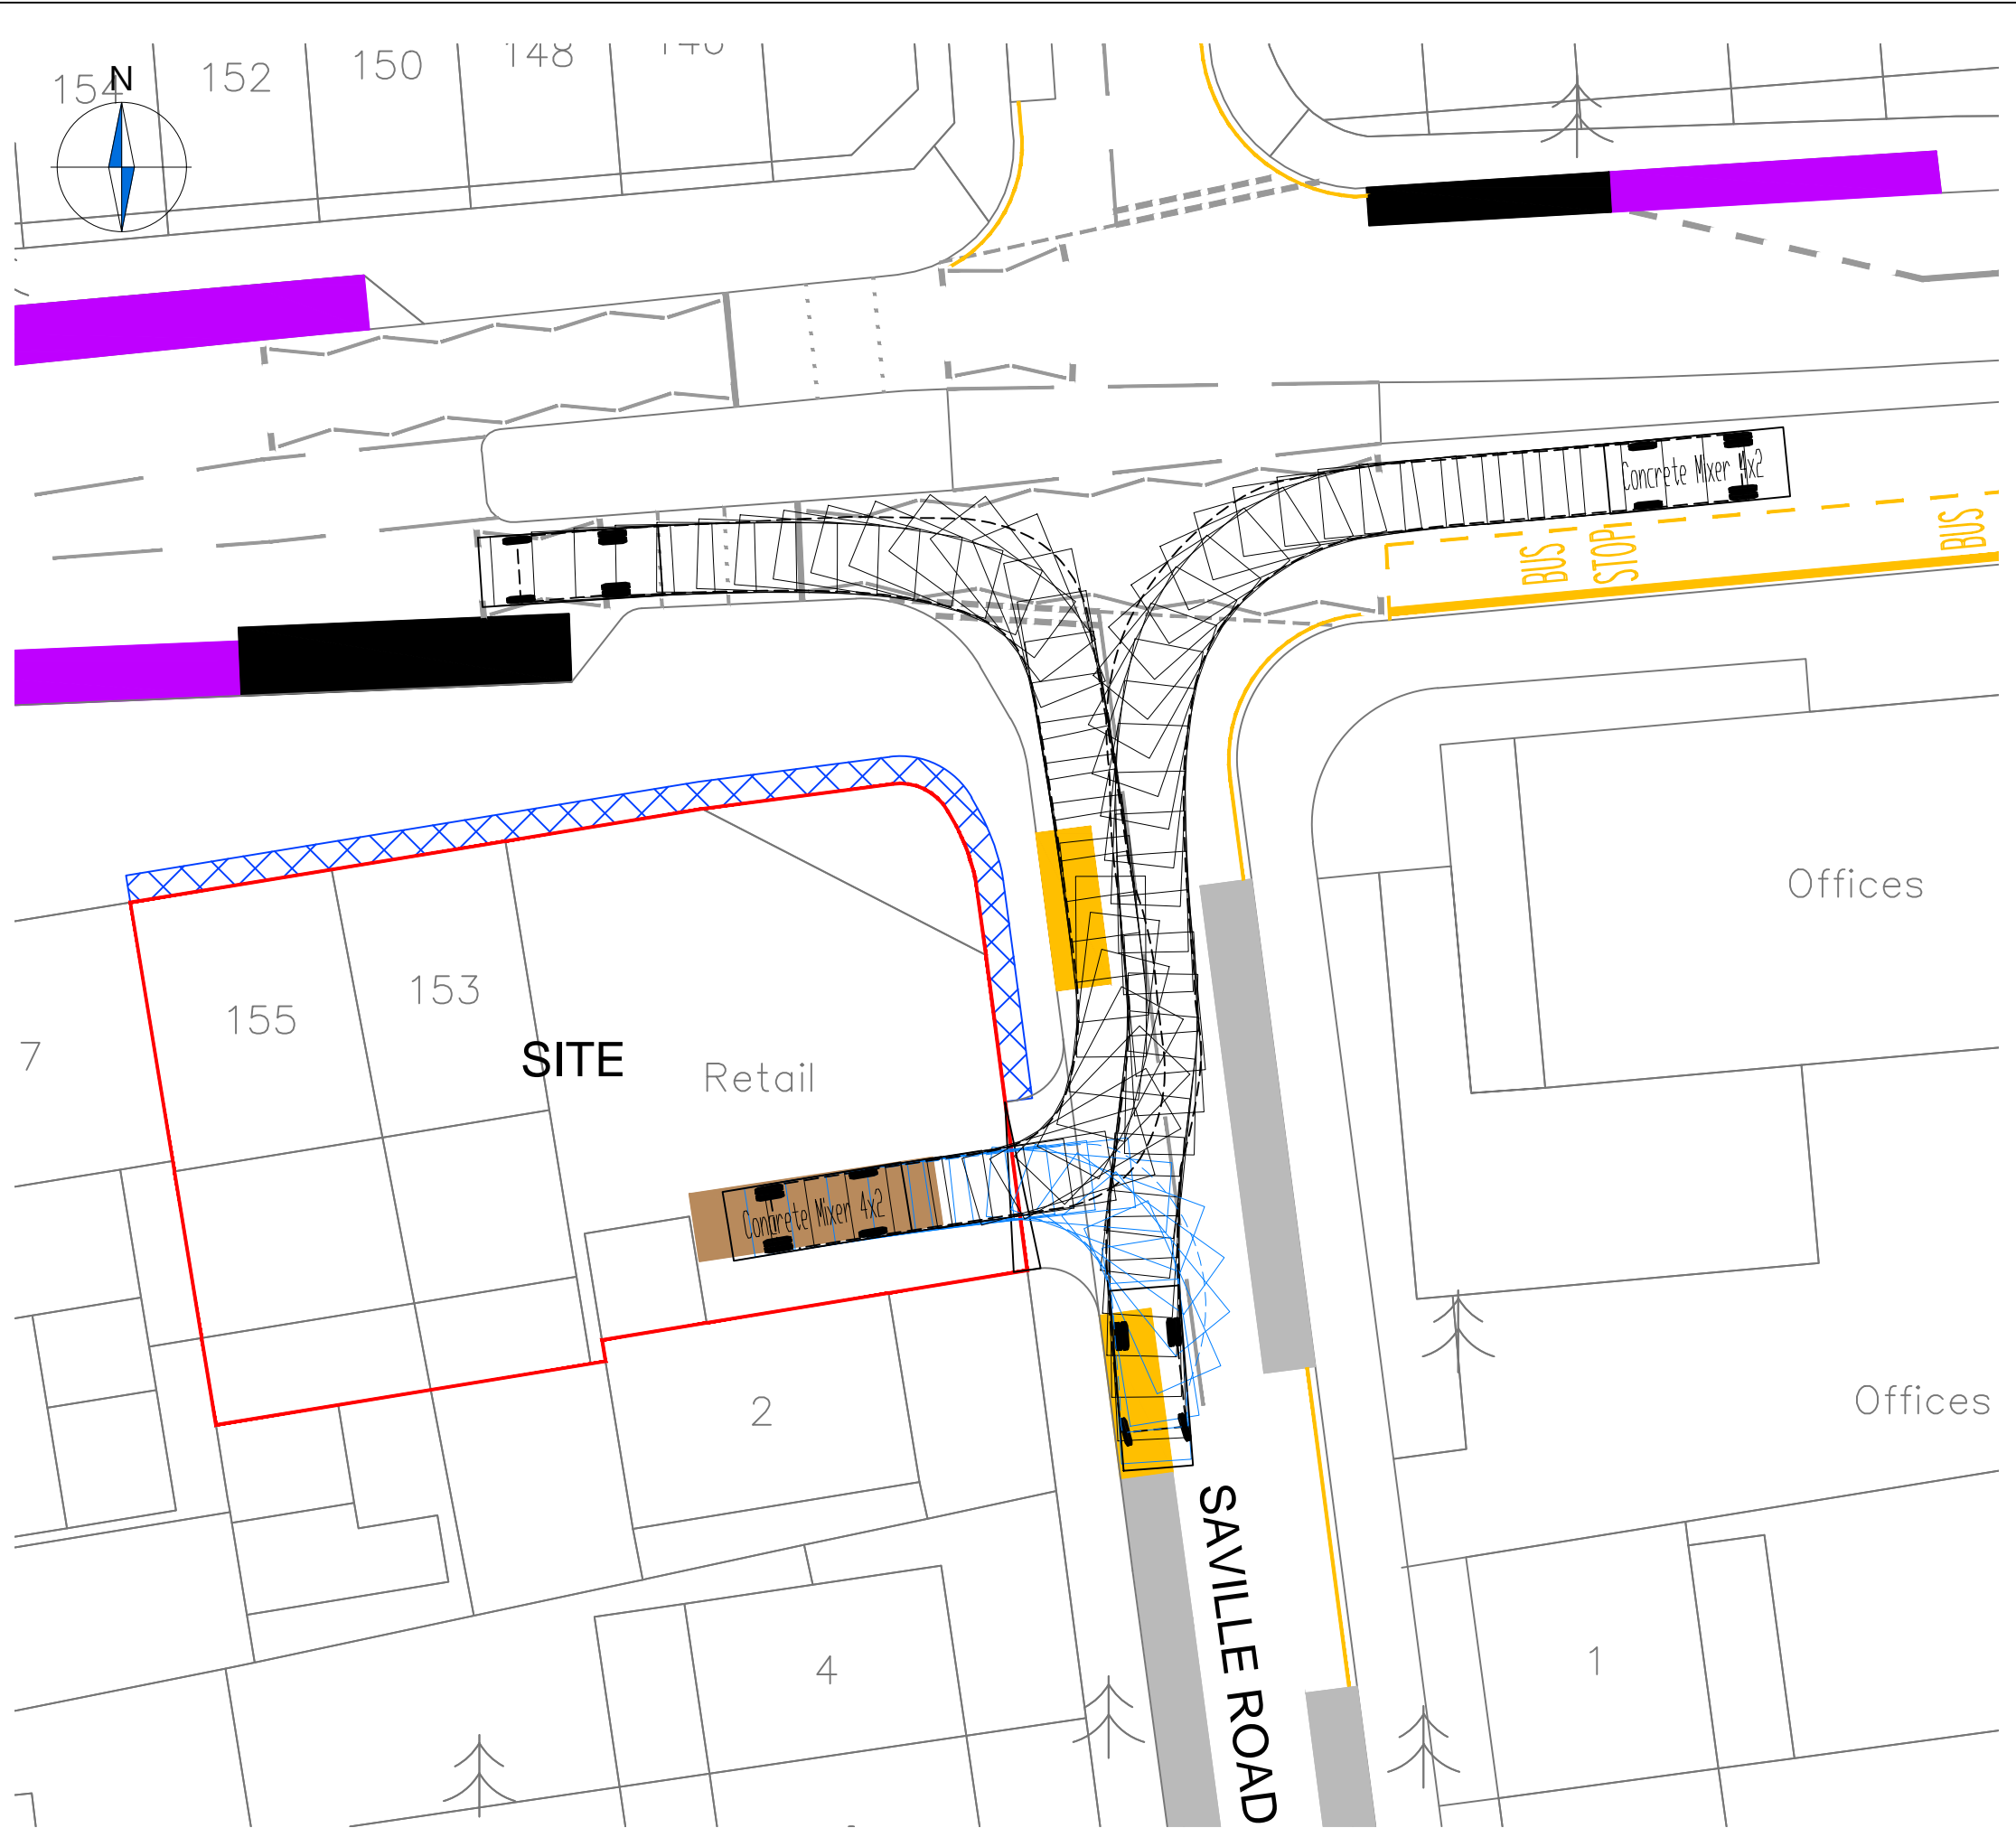 154
152
150
148
N
Concrete Mixer 4x2
BUS
STOP
BUS
Offices
155
153
7
SITE
Retail
Concrete Mixer 4x2
Offices
2
SAVILLE ROAD
4
1